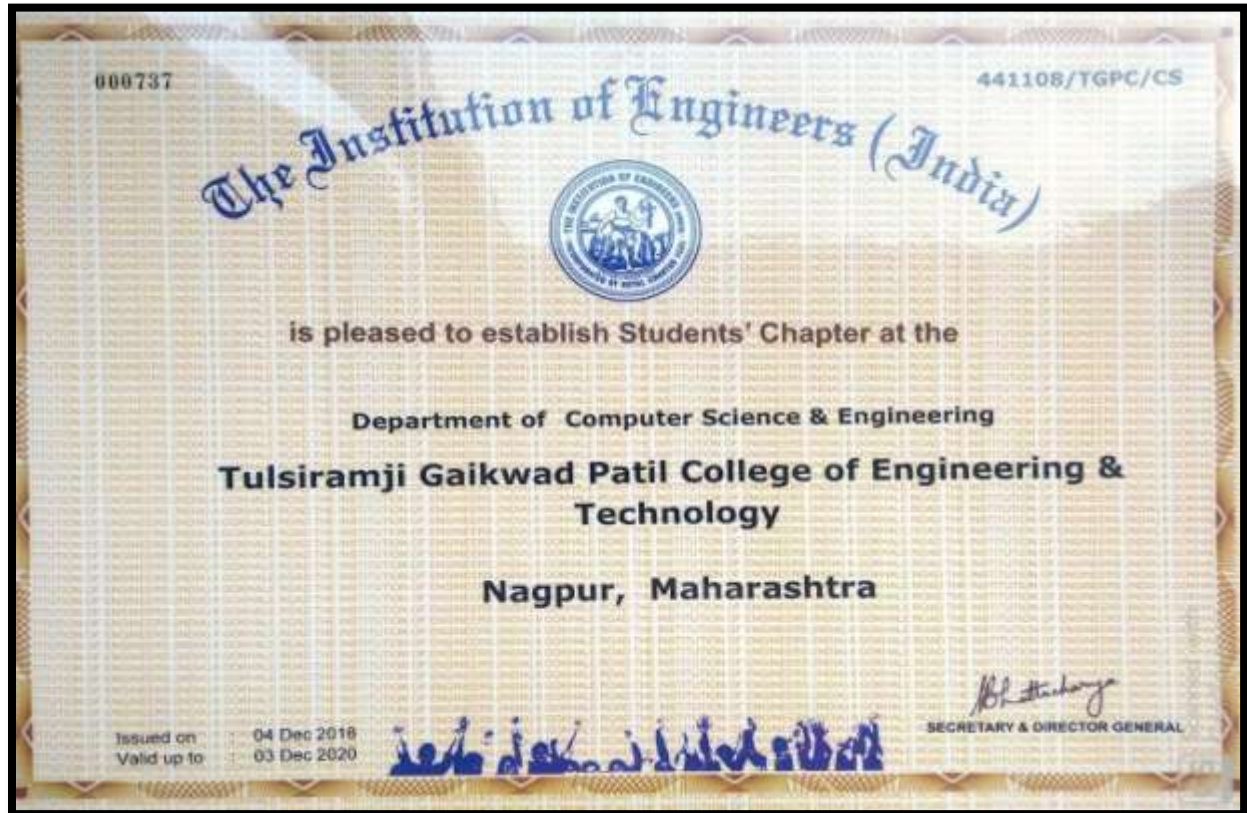 000737
441108/TGPC/CS
The Institution of Engineers (India)
is pleased to establish Students' Chapter at the
Department of Computer Science & Engineering
Tulsiramji Gaikwad Patil College of Engineering &
Technology
Nagpur, Maharashtra
SECRETARY & DIRECTOR GENERAL
Issued on : 04 Dec 2018
Valid up to : 03 Dec 2020